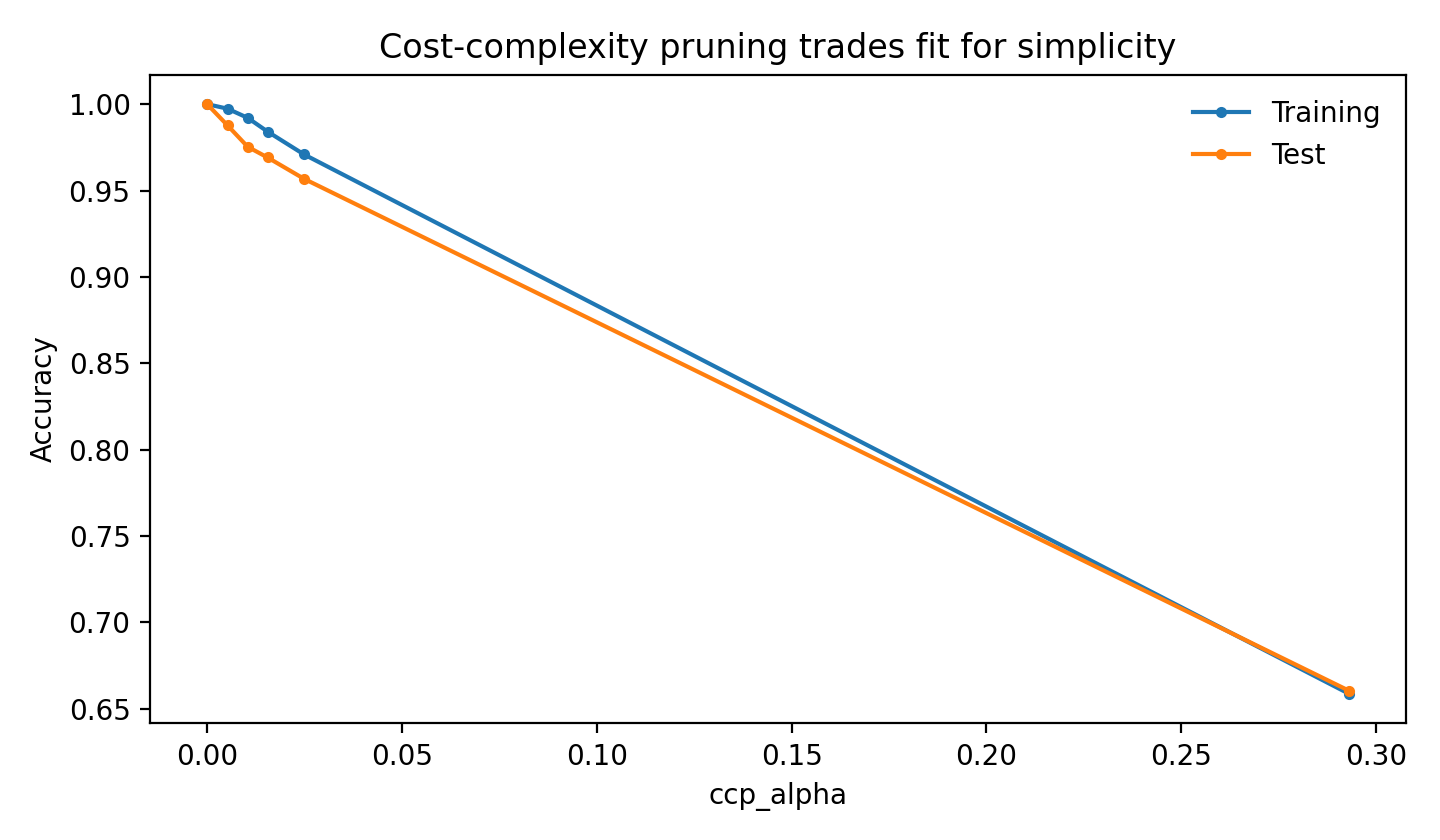 Cost-complexity pruning trades fit for simplicity
Training
Test
Accuracy
1.00
0.95
0.90
0.85
0.80
0.75
0.70
0.65
0.00 0.05 0.10 0.15 0.20 0.25 0.30
ccp_alpha